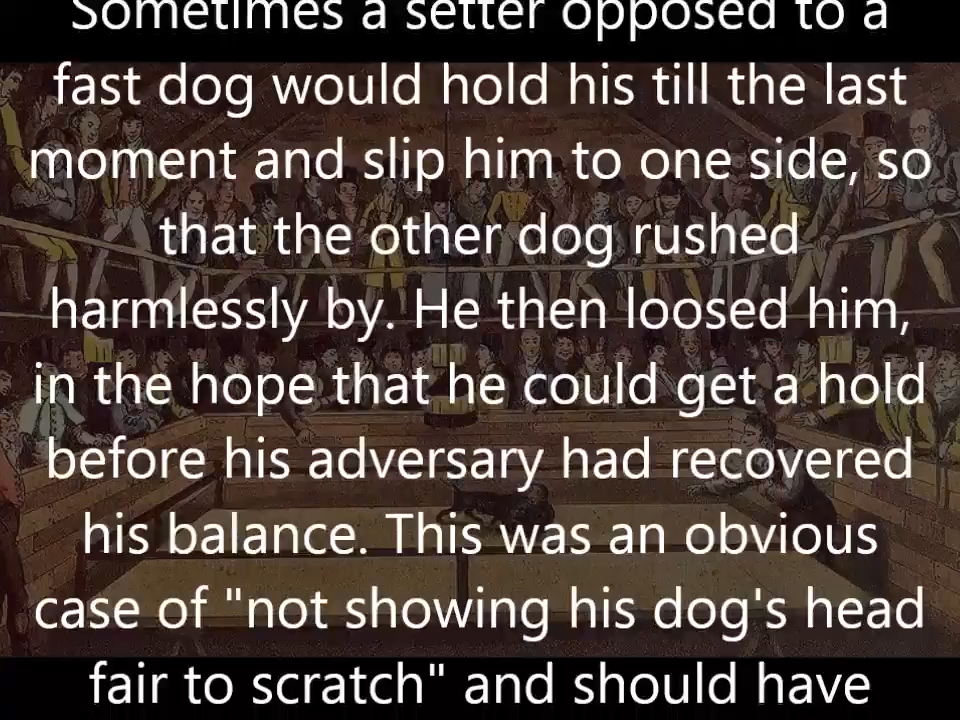 Sometimes a setter opposed to a
fast dog would hold his till the last
moment and slip him to one side, so
that the other dog rushed
harmlessly by. He then loosed him,
in the hope that he could get a hold
before his adversary had recovered
his balance. This was an obvious
case of "not showing his dog's head
fair to scratch" and should have